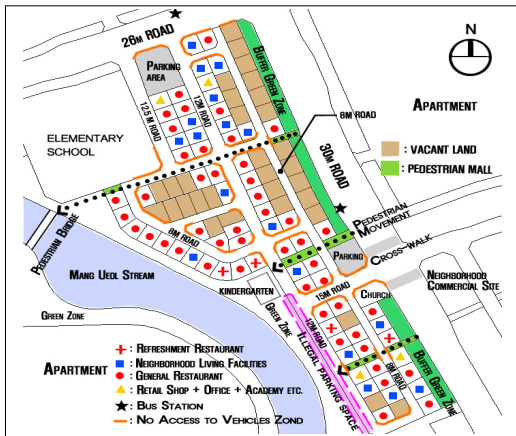 26M ROAD
N
PARKING
AREA
BUFFER GREEN ZONE
12.5 M ROAD
12M ROAD
APARTMENT
8M ROAD
ELEMENTARY
SCHOOL
: VACANT LAND
: PEDESTRIAN MALL
30M ROAD
PEDESTRIAN
MOVEMENT
PEDESTRIAN BRIDGE
8M ROAD
CROSS-WALK
PARKING
MANG UEOL STREAM
KINDERGARTEN
15M ROAD
CHURCH
NEIGHBORHOOD
COMMERCIAL SITE
GREEN ZONE
GREEN ZONE
12M ROAD
ILLEGAL PARKING SPACE
8M ROAD
BUFFER GREEN ZONE
APARTMENT
: REFRESHMENT RESTAURANT
: NEIGHBORHOOD LIVING FACILITIES
: GENERAL RESTAURANT
: RETAIL SHOP + OFFICE + ACADEMY ETC.
: BUS STATION
: NO ACCESS TO VEHICLES ZOND